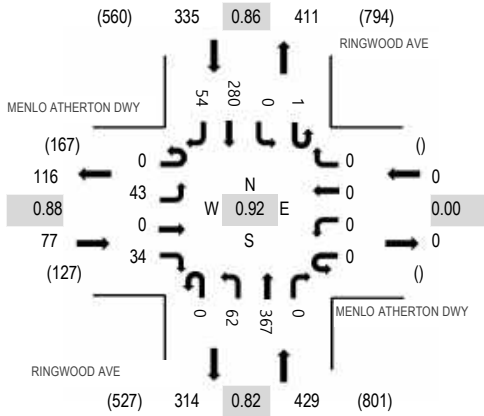 (560) 335 0.86 411 (794)
RINGWOOD AVE
54 280 0 1
MENLO ATHERTON DWY
(167) 0 0 ()
116 0 0
43 N 0
0.88 W 0.92 E 0.00
0 0
77 S 0
34 0
(127) ()
0 62 367 0
MENLO ATHERTON DWY
RINGWOOD AVE
(527) 314 0.82 429 (801)